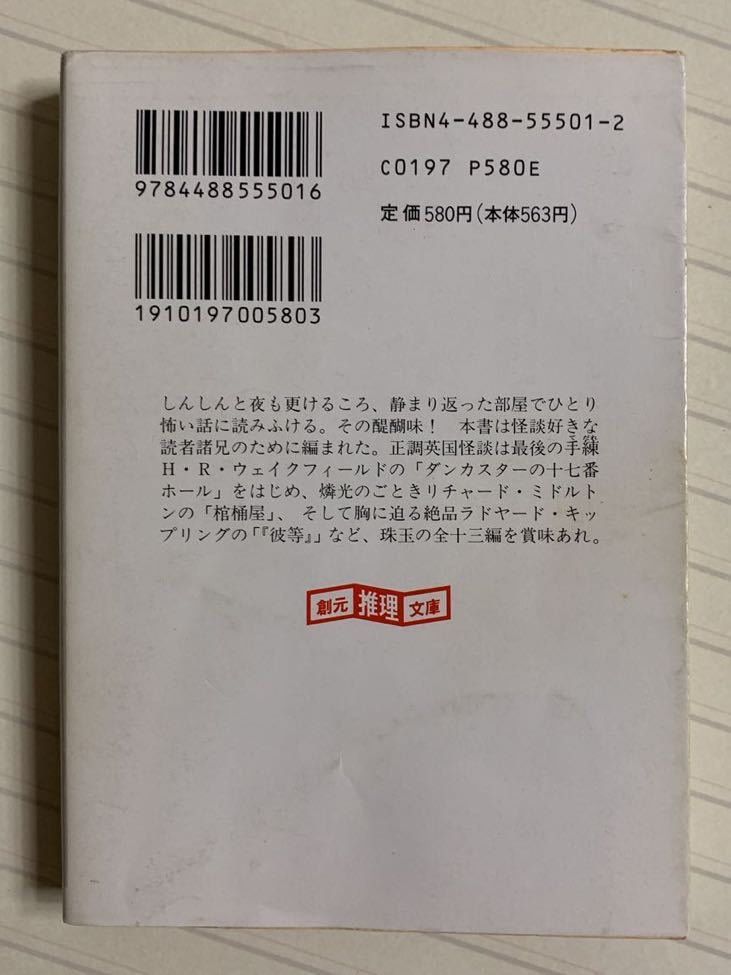 ISBN4-488-55501-2
9784488555016
C0197 P580E
定価580円(本体563円)
1910197005803
しんしんと夜も更けるころ、静まり返った部屋でひとり
怖い話に読みふける。その醍醐味！　本書は怪談好きな
読者諸兄のために編まれた。正調英国怪談は最後の手練
Ｈ・Ｒ・ウェイクフィールドの「ダンカスターの十七番
ホール」をはじめ、燐光のごときリチャード・ミドルト
ンの「棺桶屋」、そして胸に迫る絶品ラドヤード・キッ
プリングの「『彼等』」など、珠玉の全十三編を賞味あれ。
創元推理文庫